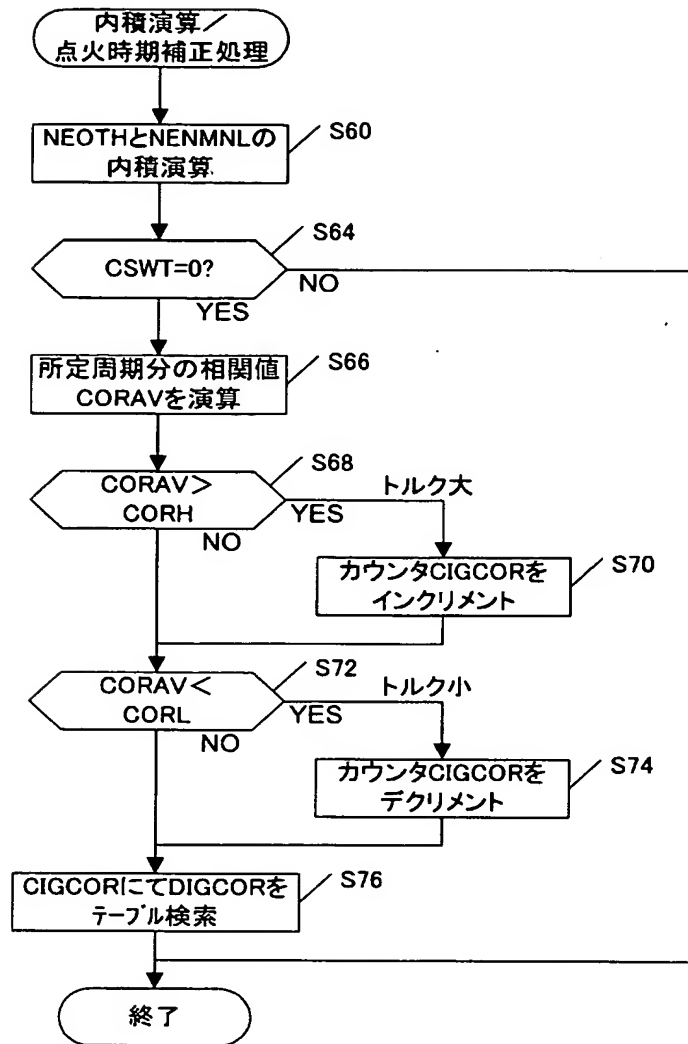 内積演算／
点火時期補正処理
NEOTHとNENMNLの
内積演算
S60
S64
CSWT=0?
NO
YES
所定周期分の相関値
CORAVを演算
S66
S68
CORAV>
CORH
YES
トルク大
NO
カウンタCIGCORを
インクリメント
S70
S72
CORAV<
CORL
YES
トルク小
NO
カウンタCIGCORを
デクリメント
S74
CIGCORにてDIGCORを
テーブル検索
S76
終了